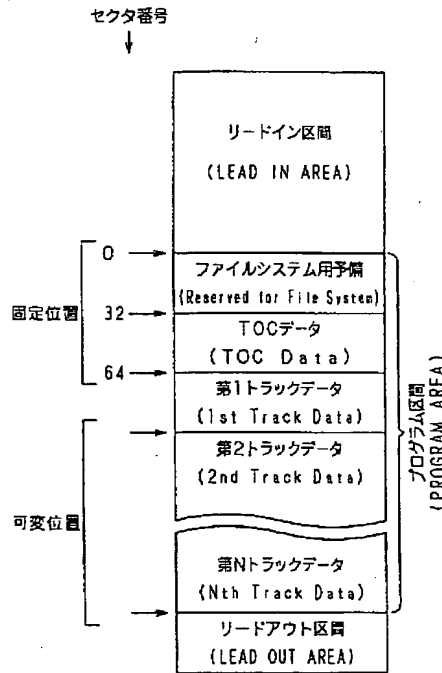 セクタ番号
リードイン区間
(LEAD IN AREA)
0
ファイルシステム用予備
(Reserved for File System)
固定位置
32
TOCデータ
(TOC Data)
64
第1トラックデータ
(1st Track Data)
第2トラックデータ
(2nd Track Data)
プログラム区間
(PROGRAM AREA)
可変位置
第Nトラックデータ
(Nth Track Data)
リードアウト区間
(LEAD OUT AREA)